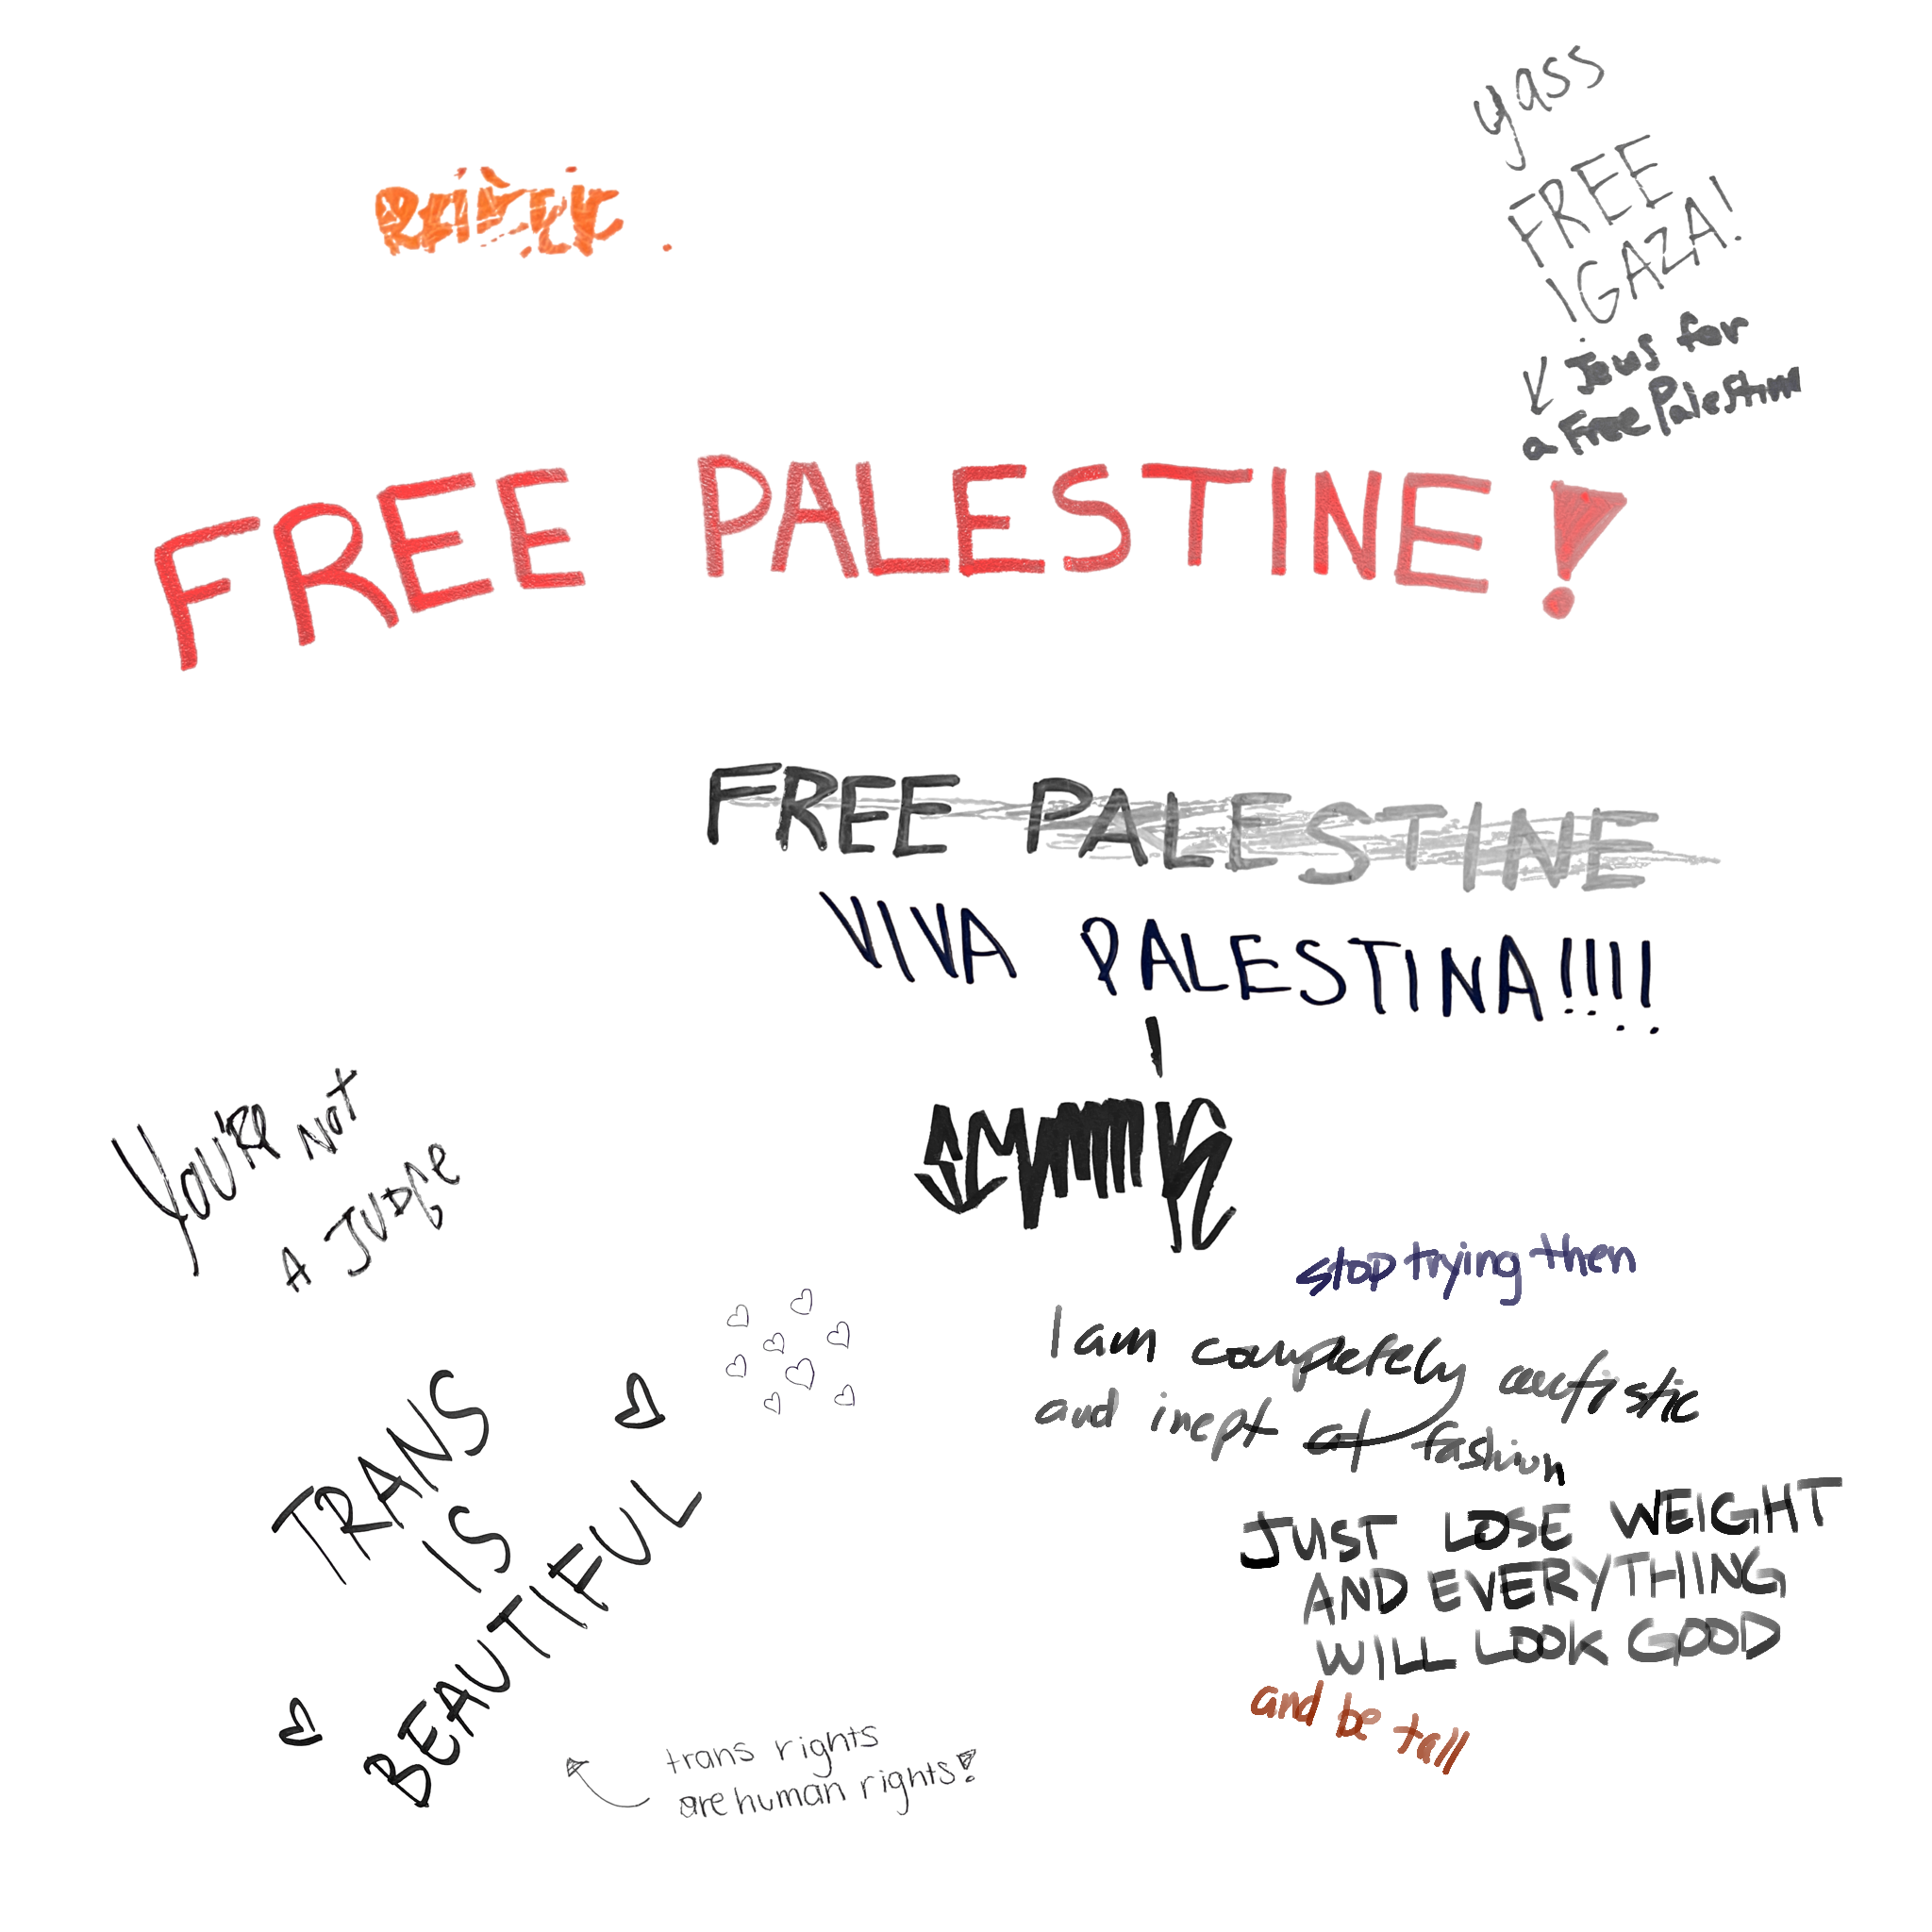 yass
FREE
GAZA!
Jews for
a Free Palestine
FREE PALESTINE!
FREE PALESTINE
VIVA PALESTINA!!!!
YOU'RE NOT
A JUDGE
stop trying then
I am completely autistic
and inept at fashion
JUST LOSE WEIGHT
AND EVERYTHING
WILL LOOK GOOD
and be tall
TRANS
IS
BEAUTIFUL
trans rights
are human rights!